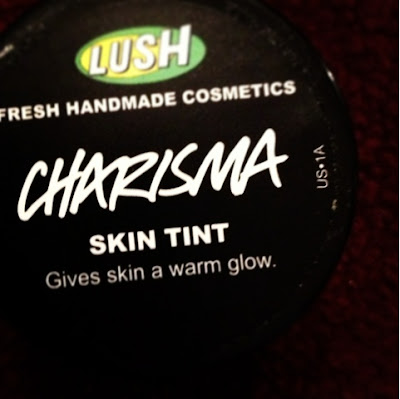 LUSH
FRESH HANDMADE COSMETICS
CHARISMA
SKIN TINT
Gives skin a warm glow.
US•1A